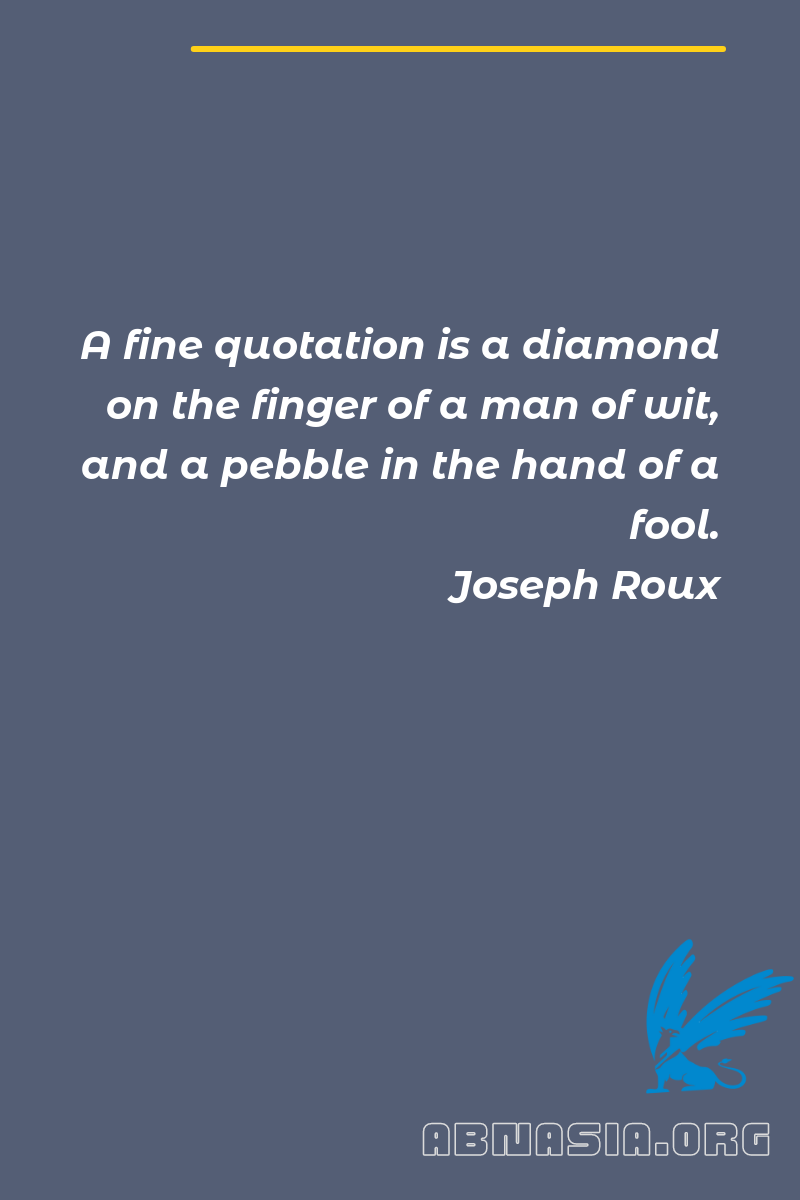 A fine quotation is a diamond
on the finger of a man of wit,
and a pebble in the hand of a
fool.
Joseph Roux
ABNASIA.ORG